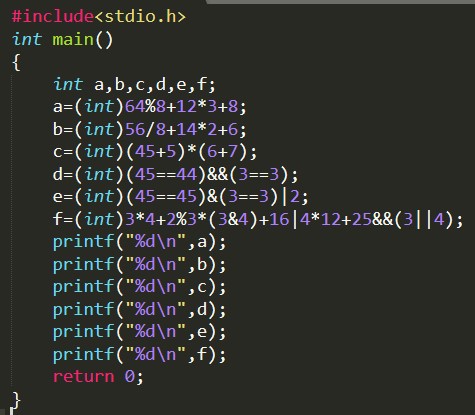 #include<stdio.h>
int main()
{
    int a,b,c,d,e,f;
    a=(int)64%8+12*3+8;
    b=(int)56/8+14*2+6;
    c=(int)(45+5)*(6+7);
    d=(int)(45==44)&&(3==3);
    e=(int)(45==45)&(3==3)|2;
    f=(int)3*4+2%3*(3&4)+16|4*12+25&&(3||4);
    printf("%d\n",a);
    printf("%d\n",b);
    printf("%d\n",c);
    printf("%d\n",d);
    printf("%d\n",e);
    printf("%d\n",f);
    return 0;
}